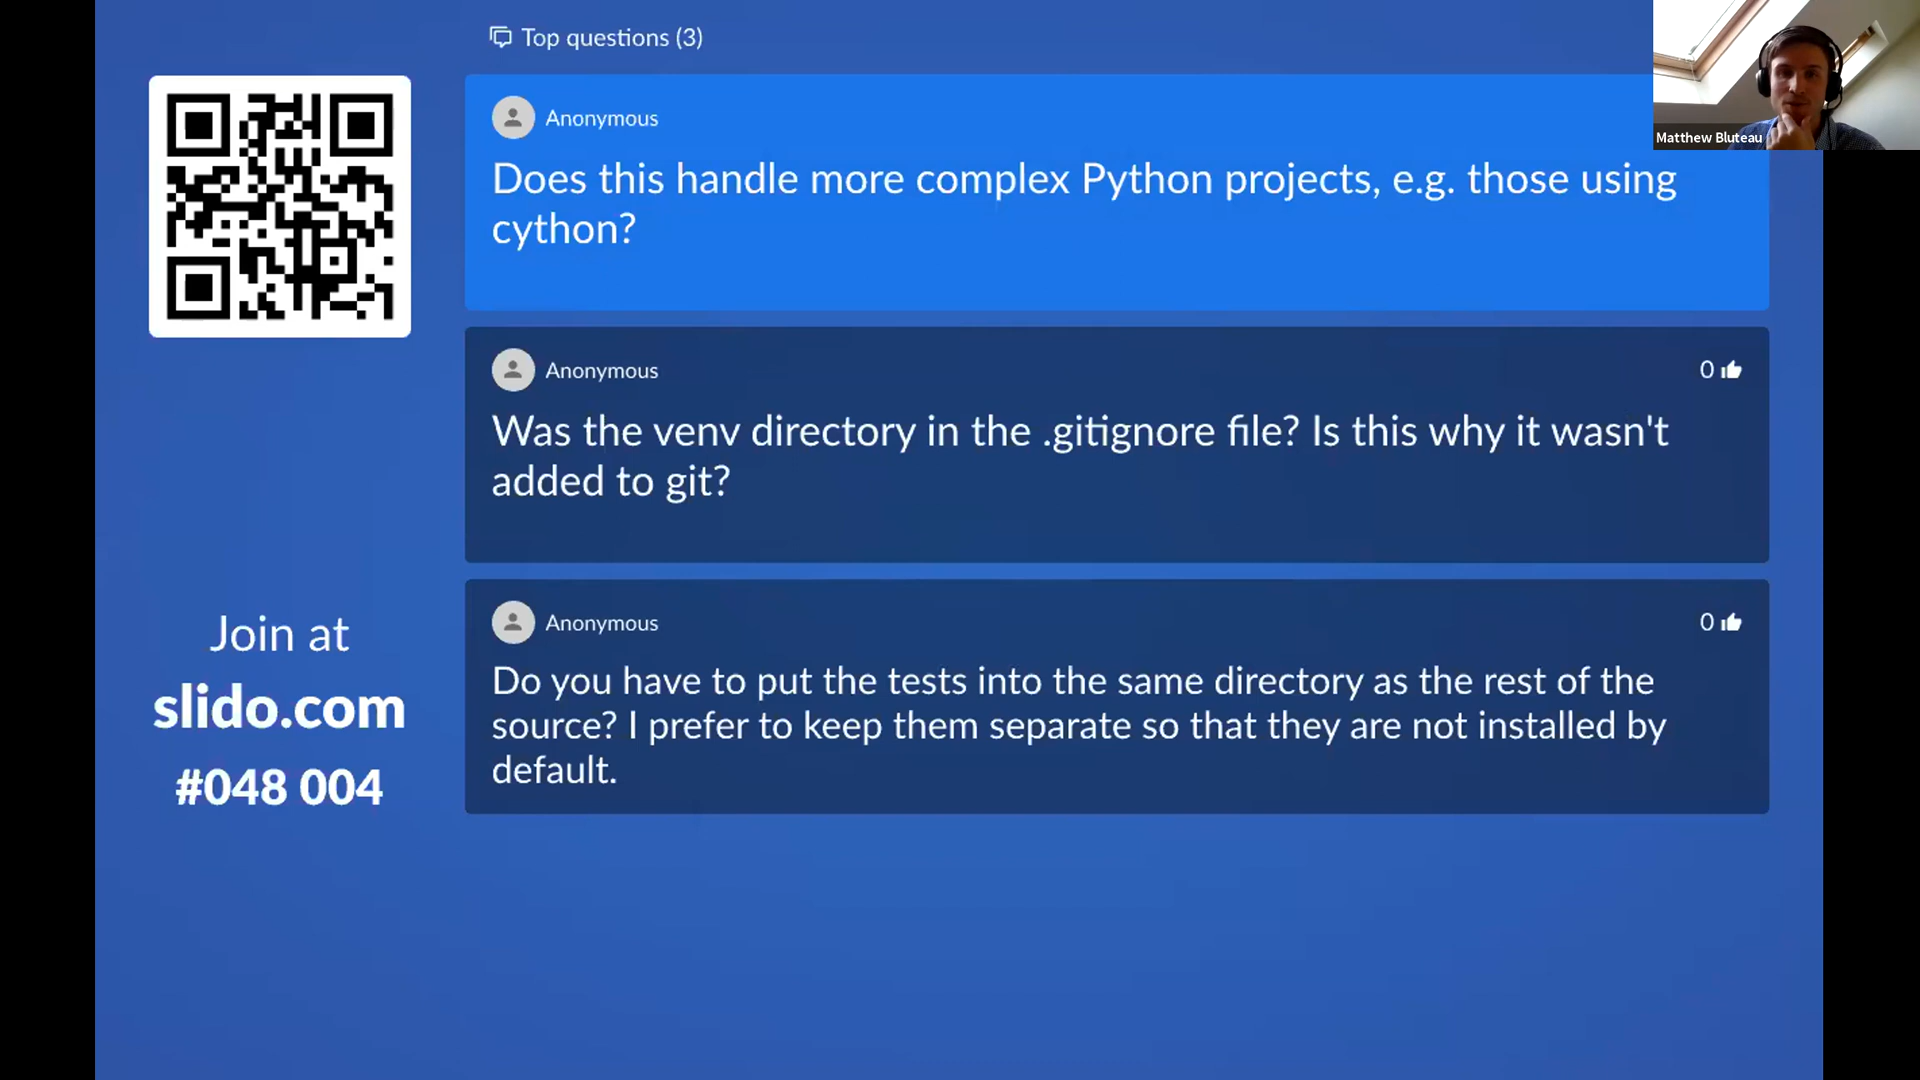 Top questions (3)
Anonymous
Does this handle more complex Python projects, e.g. those using
cython?
Anonymous
0
Was the venv directory in the .gitignore file? Is this why it wasn't
added to git?
Anonymous
0
Do you have to put the tests into the same directory as the rest of the
source? I prefer to keep them separate so that they are not installed by
default.
Join at
slido.com
#048 004
Matthew Bluteau